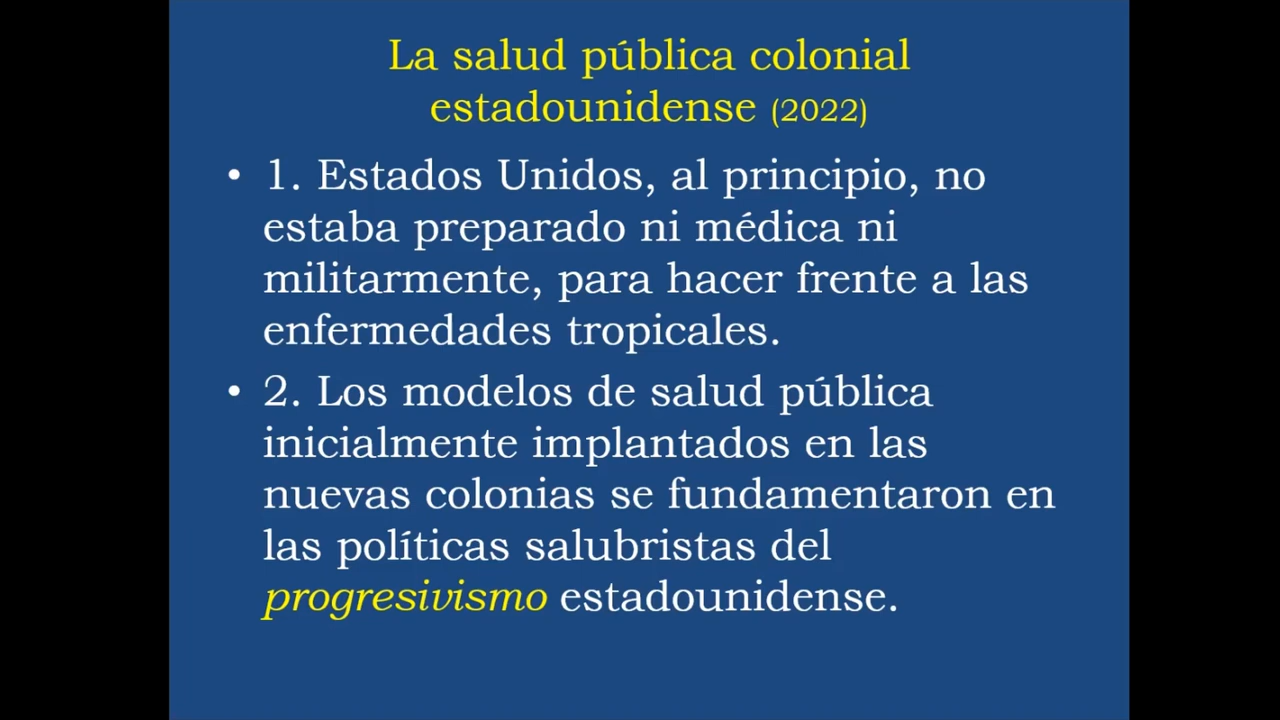 La salud pública colonial
estadounidense (2022)
• 1. Estados Unidos, al principio, no
estaba preparado ni médica ni
militarmente, para hacer frente a las
enfermedades tropicales.
• 2. Los modelos de salud pública
inicialmente implantados en las
nuevas colonias se fundamentaron en
las políticas salubristas del
progresivismo estadounidense.